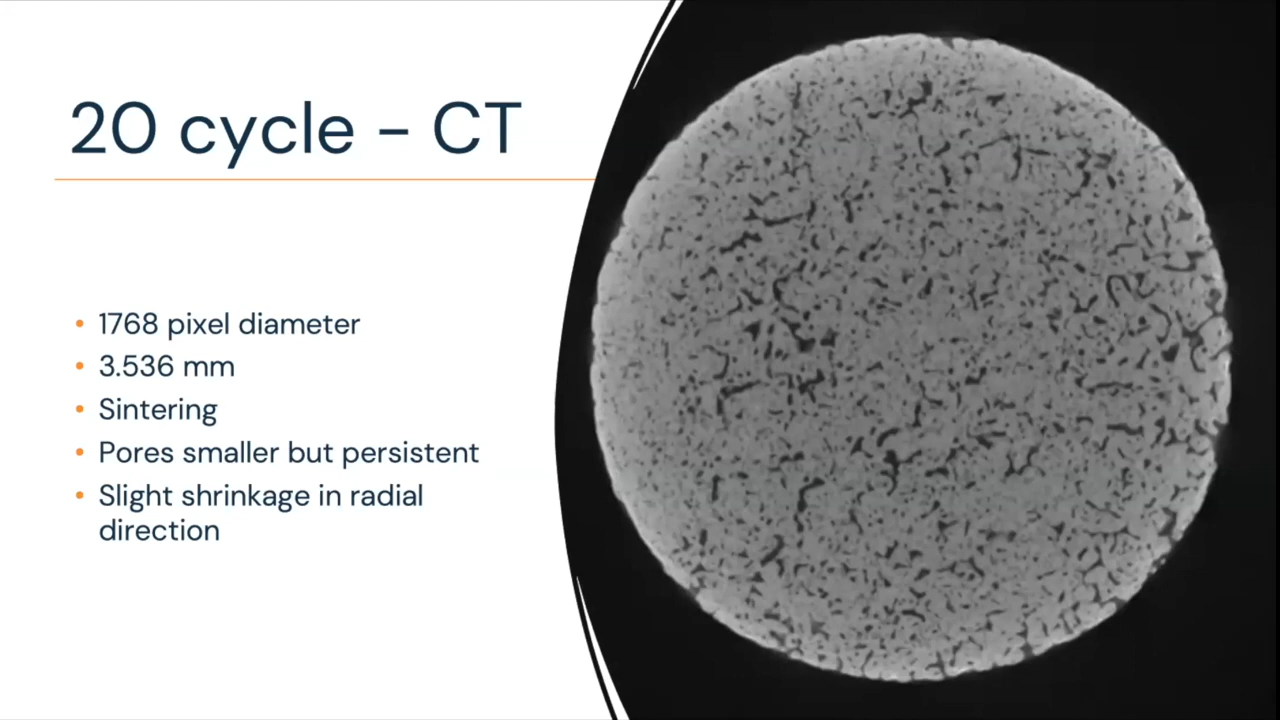 20 cycle - CT
• 1768 pixel diameter
• 3.536 mm
• Sintering
• Pores smaller but persistent
• Slight shrinkage in radial
direction